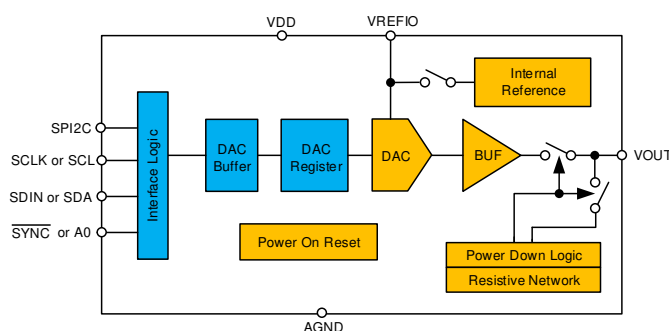 VDD
VREFIO
Internal
Reference
SPI2C
SCLK or SCL
SDIN or SDA
SYNC or A0
Interface Logic
DAC
Buffer
DAC
Register
DAC
BUF
VOUT
Power On Reset
Power Down Logic
Resistive Network
AGND